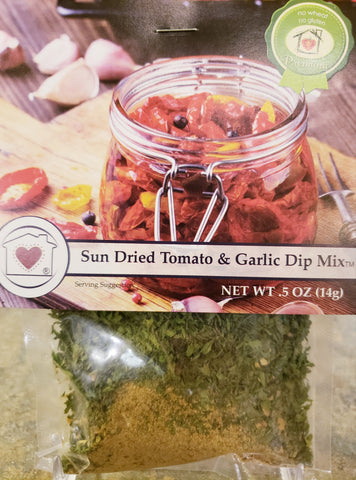 no wheat
no gluten
Premium
Sun Dried Tomato & Garlic Dip Mix™
®
Serving Suggestion
NET WT .5 OZ (14g)